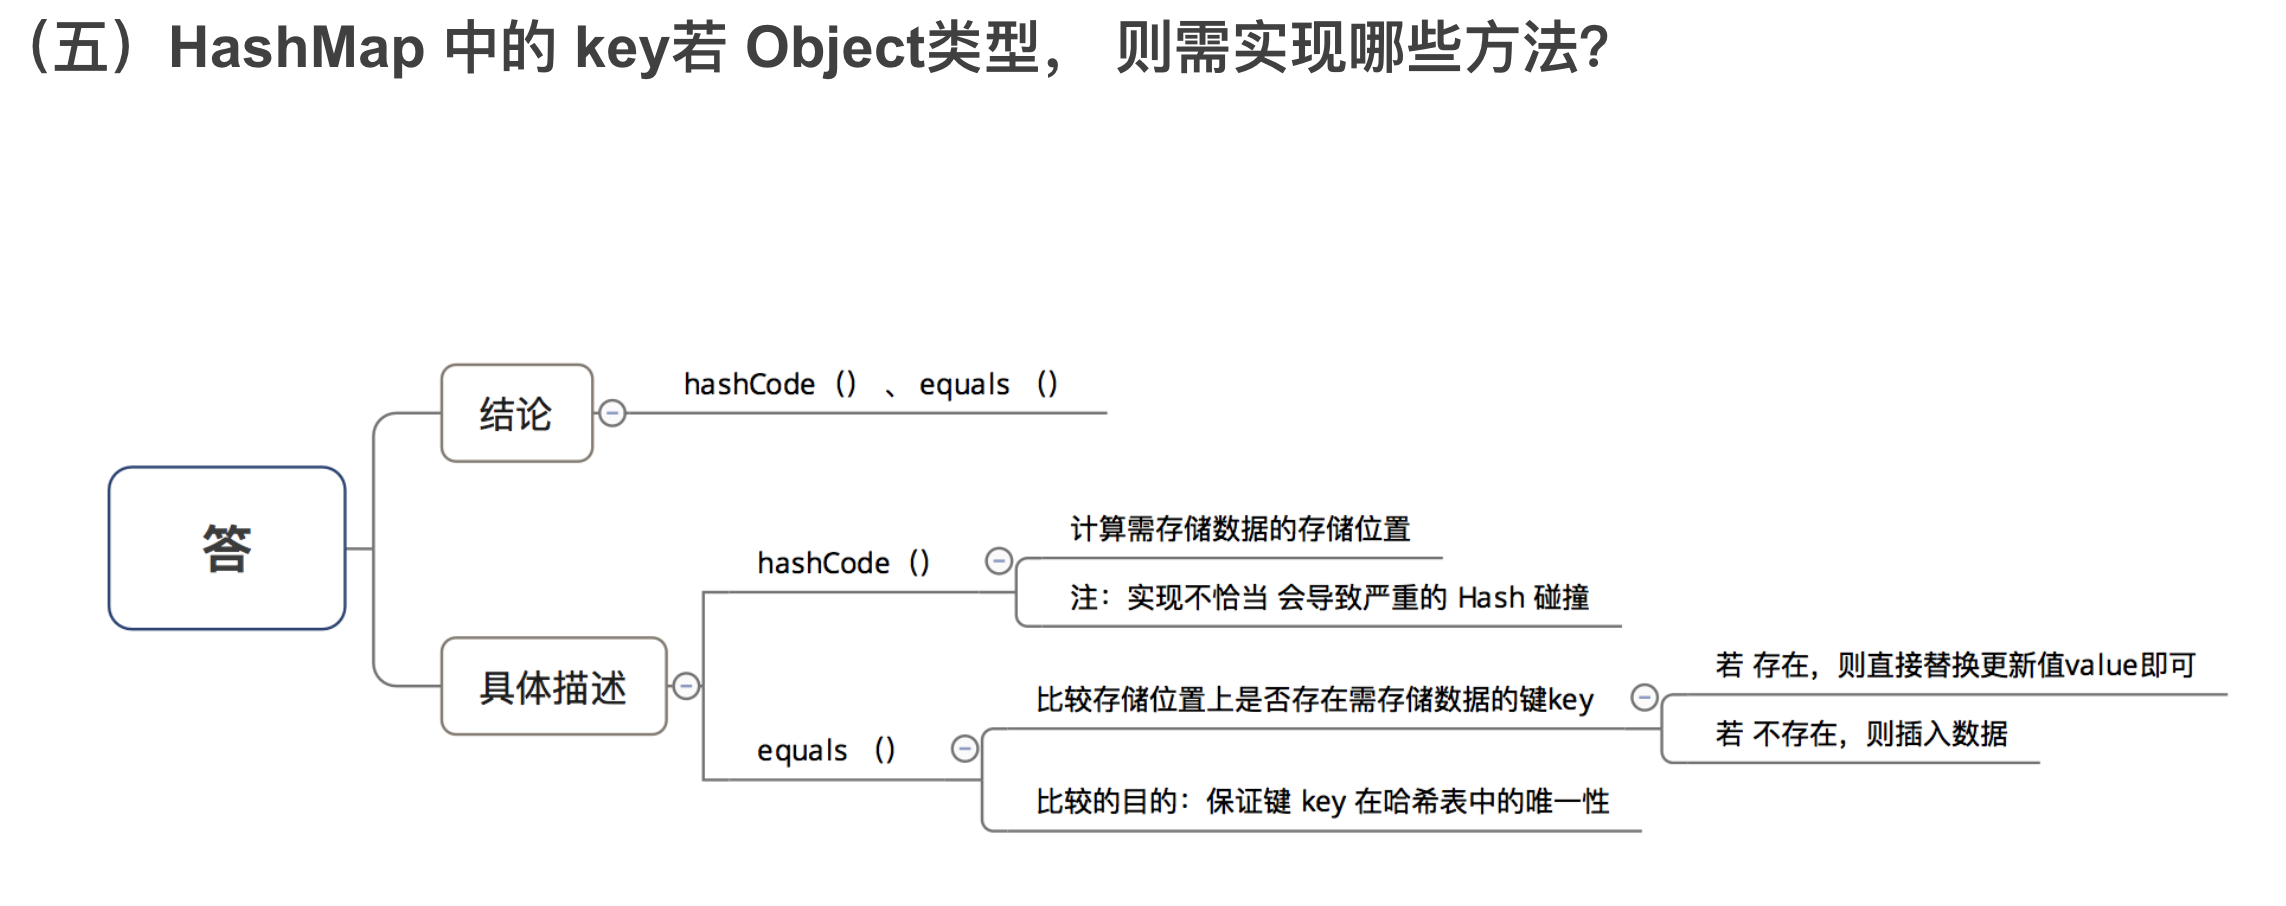 （五）HashMap 中的 key若 Object类型， 则需实现哪些方法？
答
结论
hashCode（） 、 equals （）
具体描述
hashCode（）
计算需存储数据的存储位置
注：实现不恰当 会导致严重的 Hash 碰撞
equals （）
比较存储位置上是否存在需存储数据的键key
若 存在，则直接替换更新值value即可
若 不存在，则插入数据
比较的目的：保证键 key 在哈希表中的唯一性